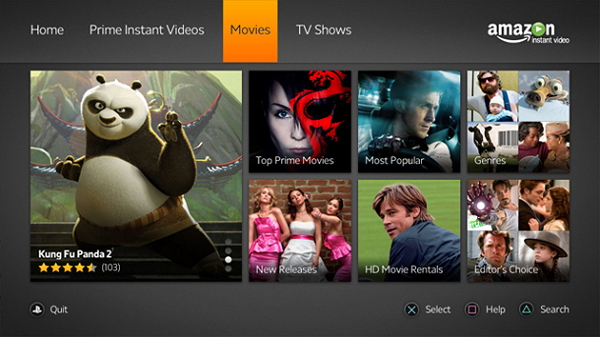 Home
Prime Instant Videos
Movies
TV Shows
amazon
instant video
Kung Fu Panda 2
(103)
Top Prime Movies
Most Popular
Genres
New Releases
HD Movie Rentals
Editor's Choice
Quit
Select
Help
Search